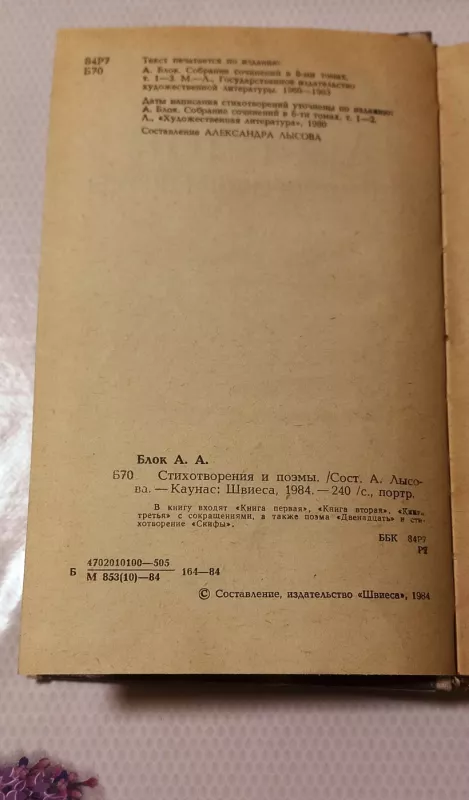 84Р7
Б70
Текст печатается по изданию:
А. Блок. Собрание сочинений в 8-ми томах,
т. 1—3. М.—Л., Государственное издательство
художественной литературы. 1960—1963
Даты написания стихотворений уточнены по изданию:
А. Блок. Собрание сочинений в 6-ти томах, т. 1—2.
Л., «Художественная литература», 1980
Составление АЛЕКСАНДРА ЛЫСОВА
Блок А. А.
Б70 Стихотворения и поэмы. /Сост. А. Лысо-
ва. — Каунас: Швиеса, 1984. — 240 /с., портр.
В книгу входят «Книга первая», «Книга вторая», «Книга
третья» с сокращениями, а также поэма «Двенадцать» и сти-
хотворение «Скифы».
ББК 84Р7
Р2
Б 4702010100—505
М 853(10)—84 164—84
© Составление, издательство «Швиеса», 1984